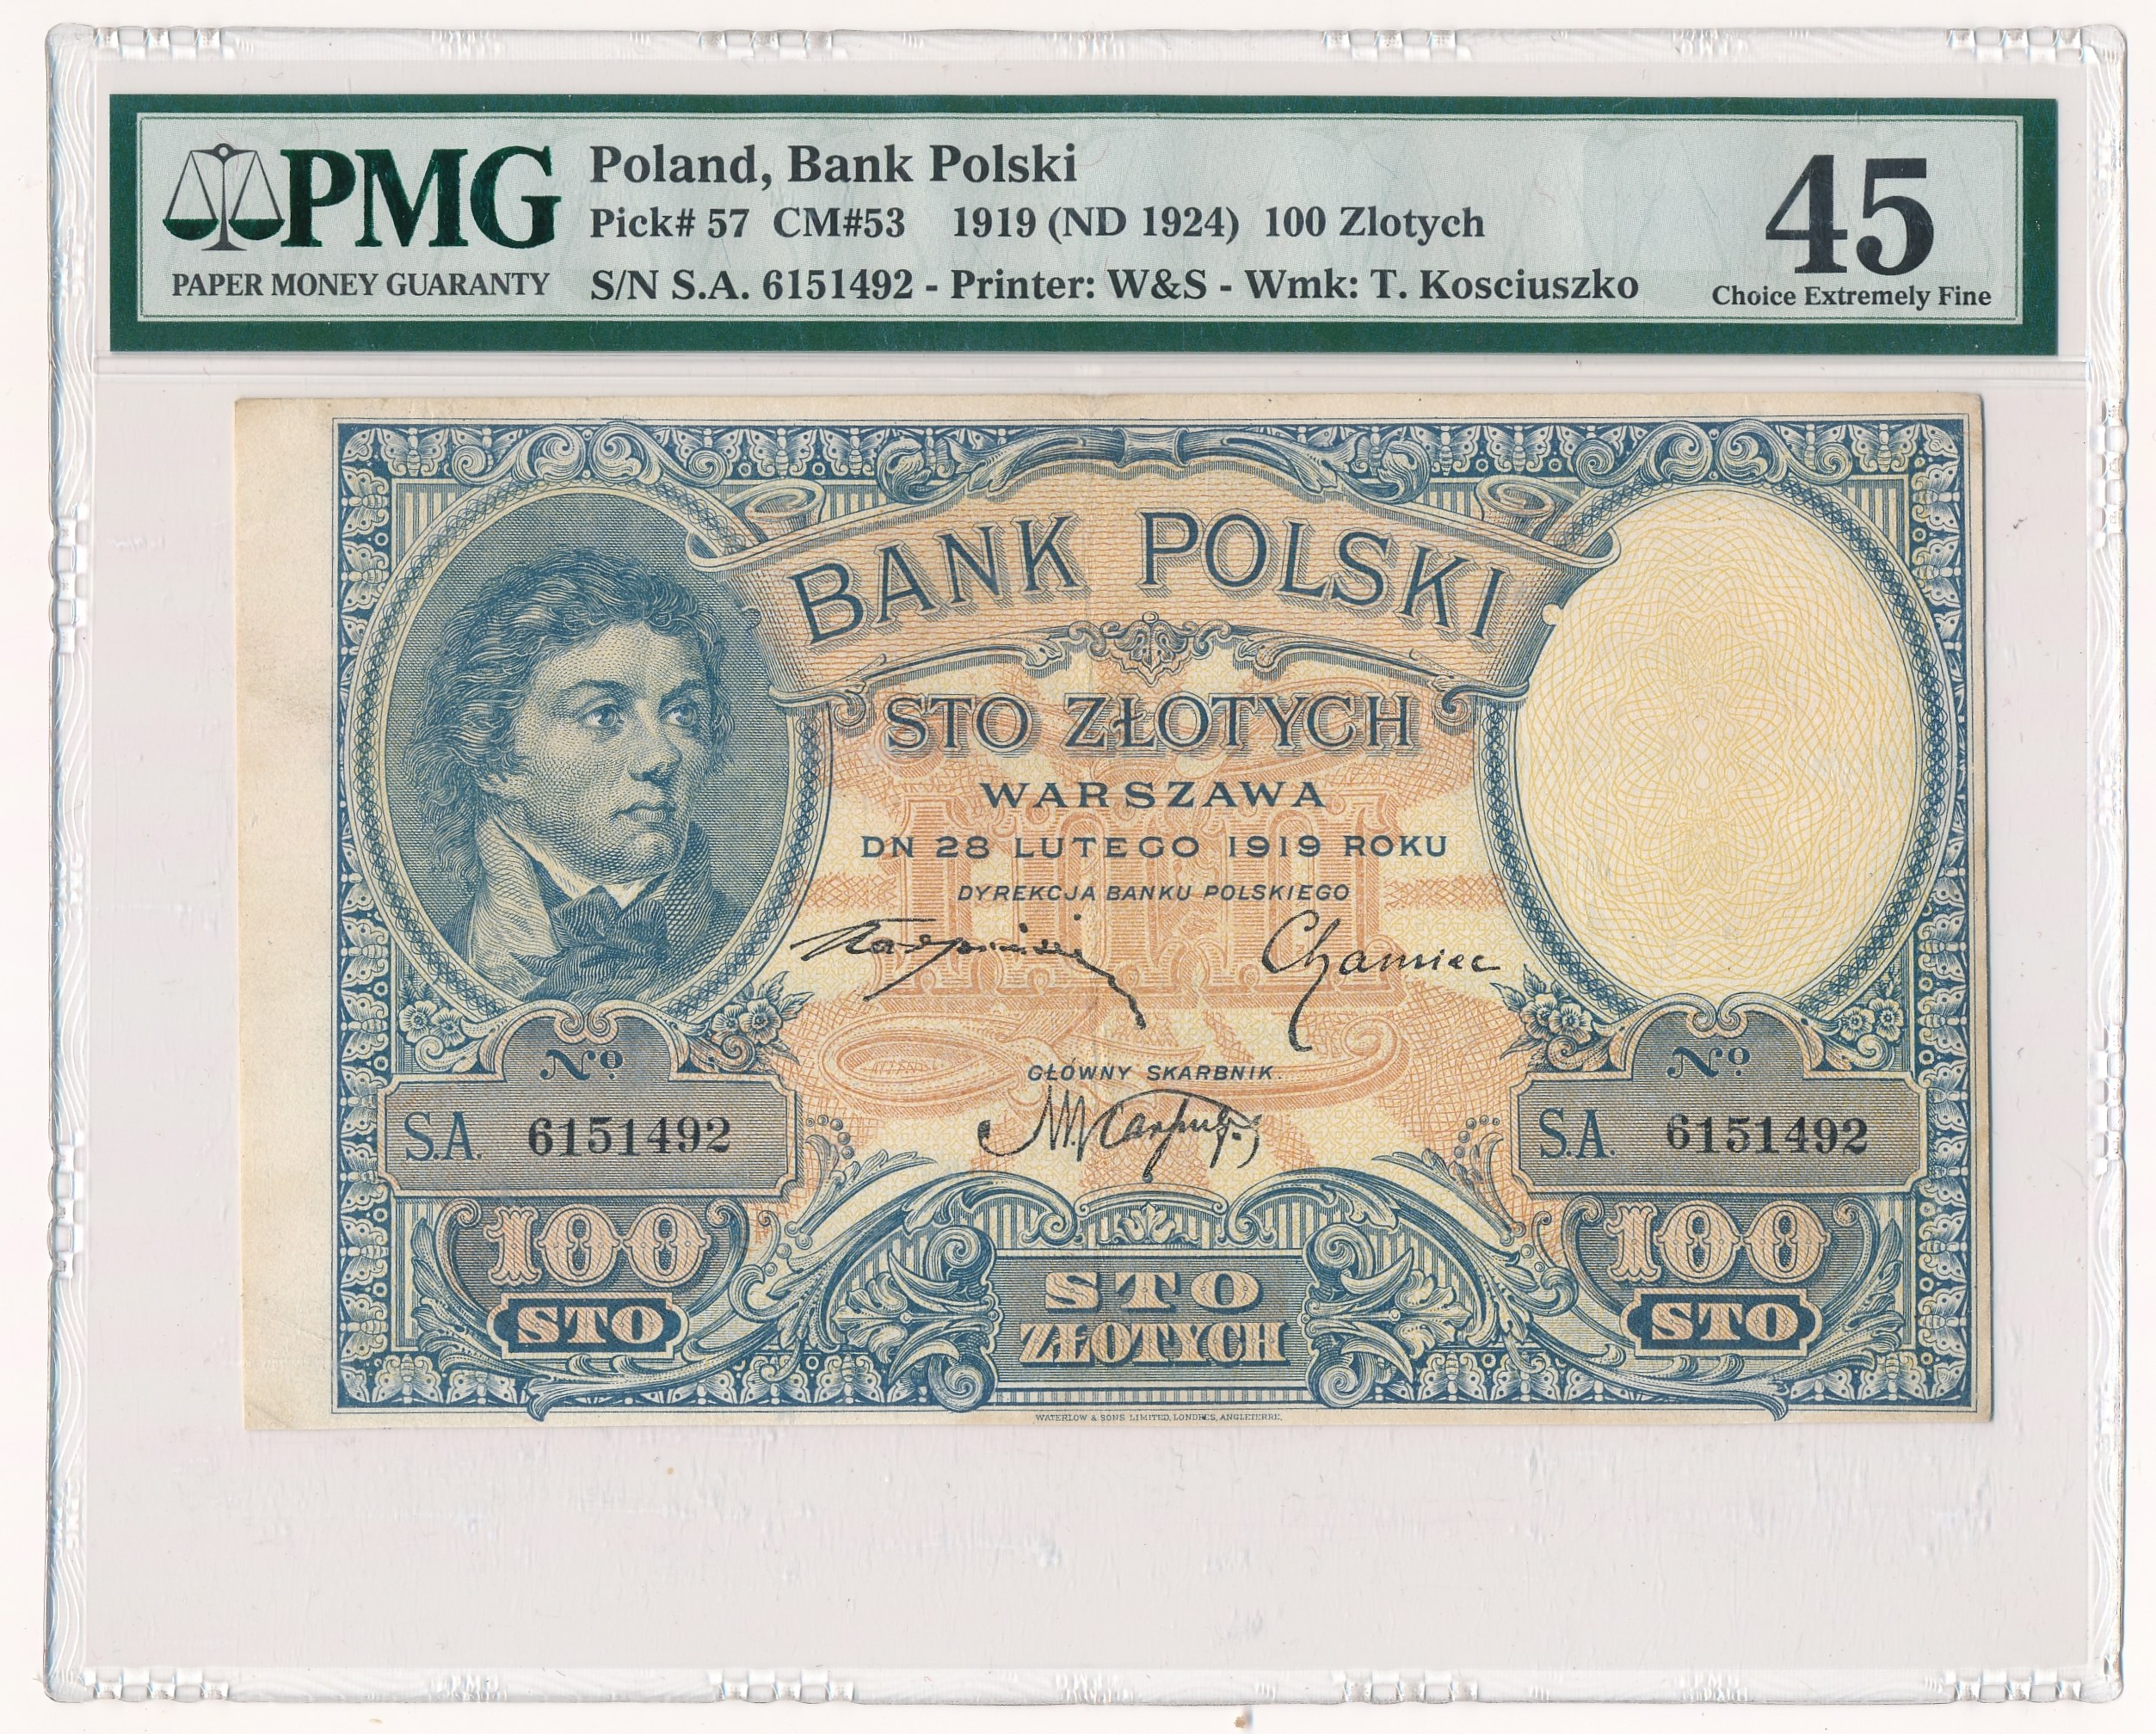 PMG
PAPER MONEY GUARANTY
Poland, Bank Polski
Pick# 57 CM#53 1919 (ND 1924) 100 Zlotych
S/N S.A. 6151492 - Printer: W&S - Wmk: T. Kosciuszko
45
Choice Extremely Fine
BANK POLSKI
STO ZŁOTYCH
WARSZAWA
DN 28 LUTEGO 1919 ROKU
DYREKCJA BANKU POLSKIEGO
Chamiec
GŁÓWNY SKARBNIK.
No
S.A. 6151492
No
S.A. 6151492
100
STO
STO
ZŁOTYCH
100
STO
WATERLOW & SONS LIMITED, LONDRES, ANGLETERRE.